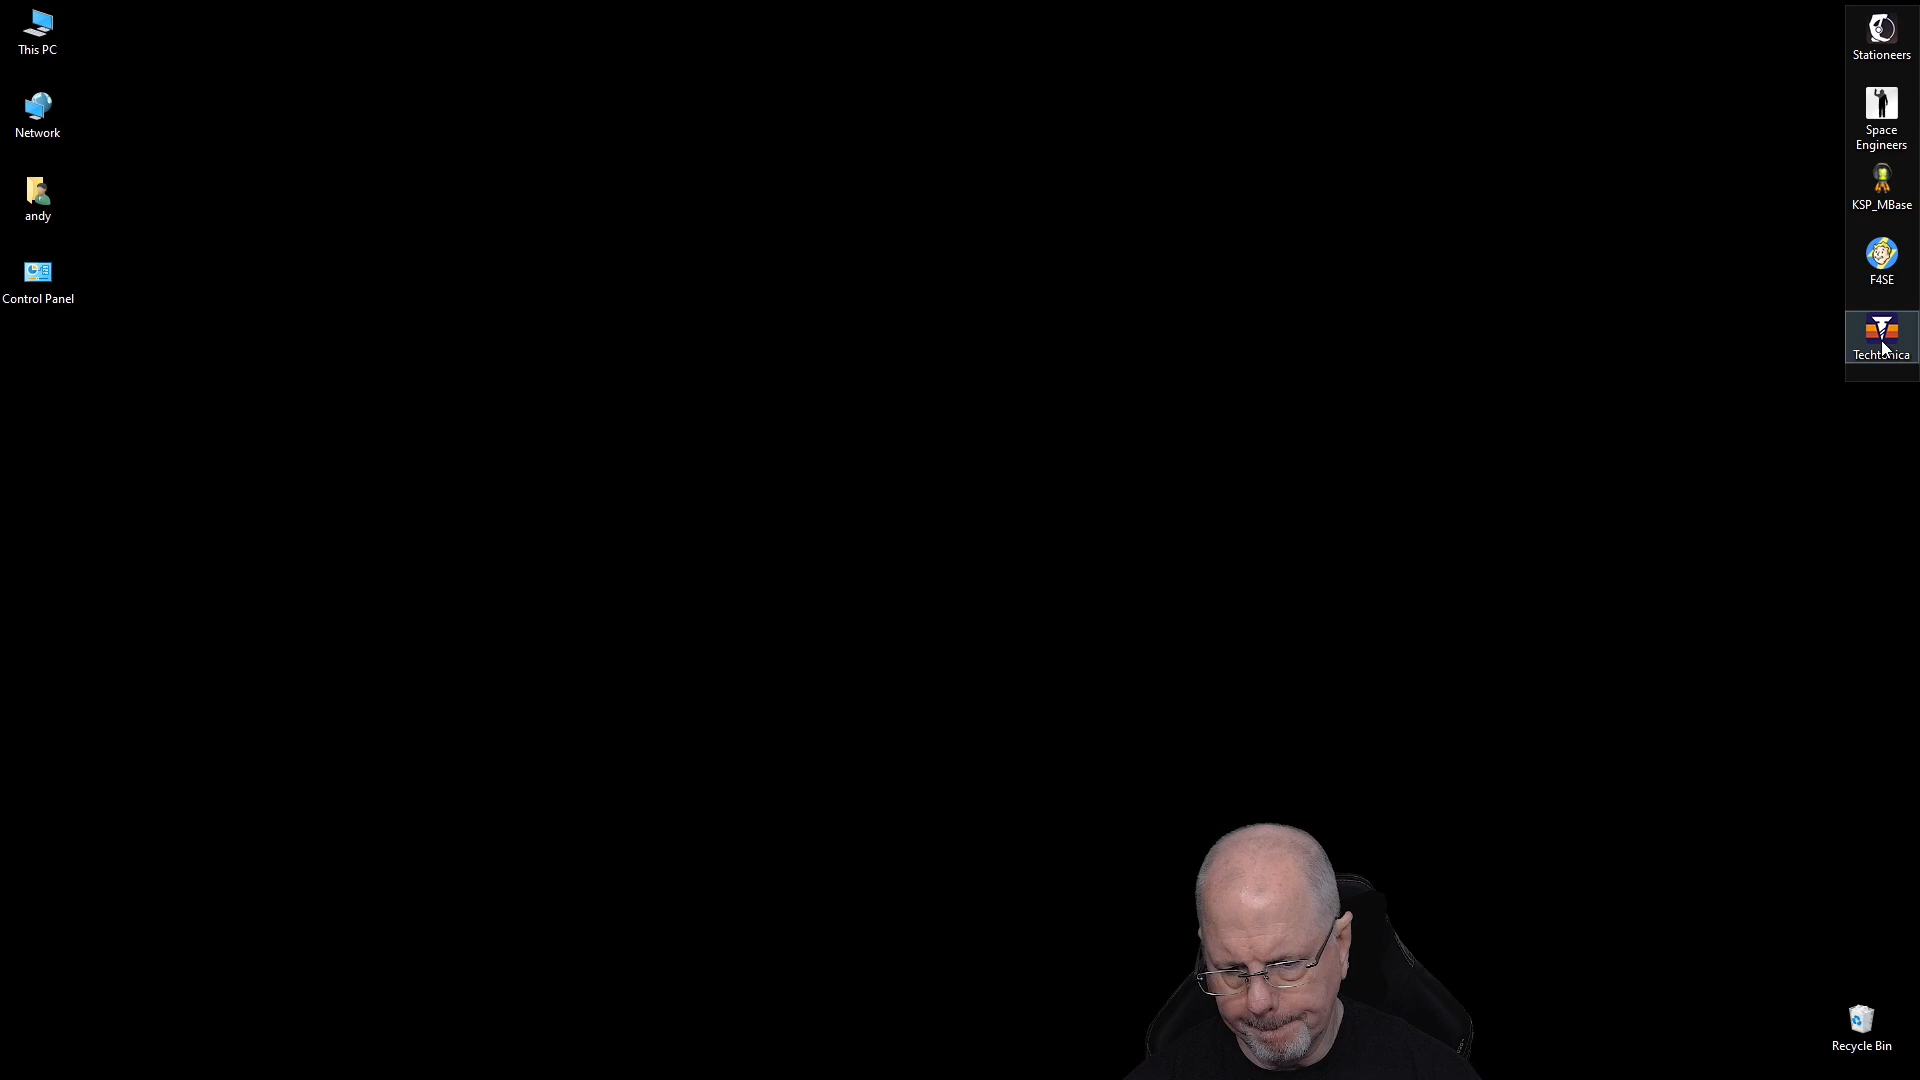 This PC
Network
andy
Control Panel
Stationeers
Space
Engineers
KSP_MBase
F4SE
Techtonica
Recycle Bin